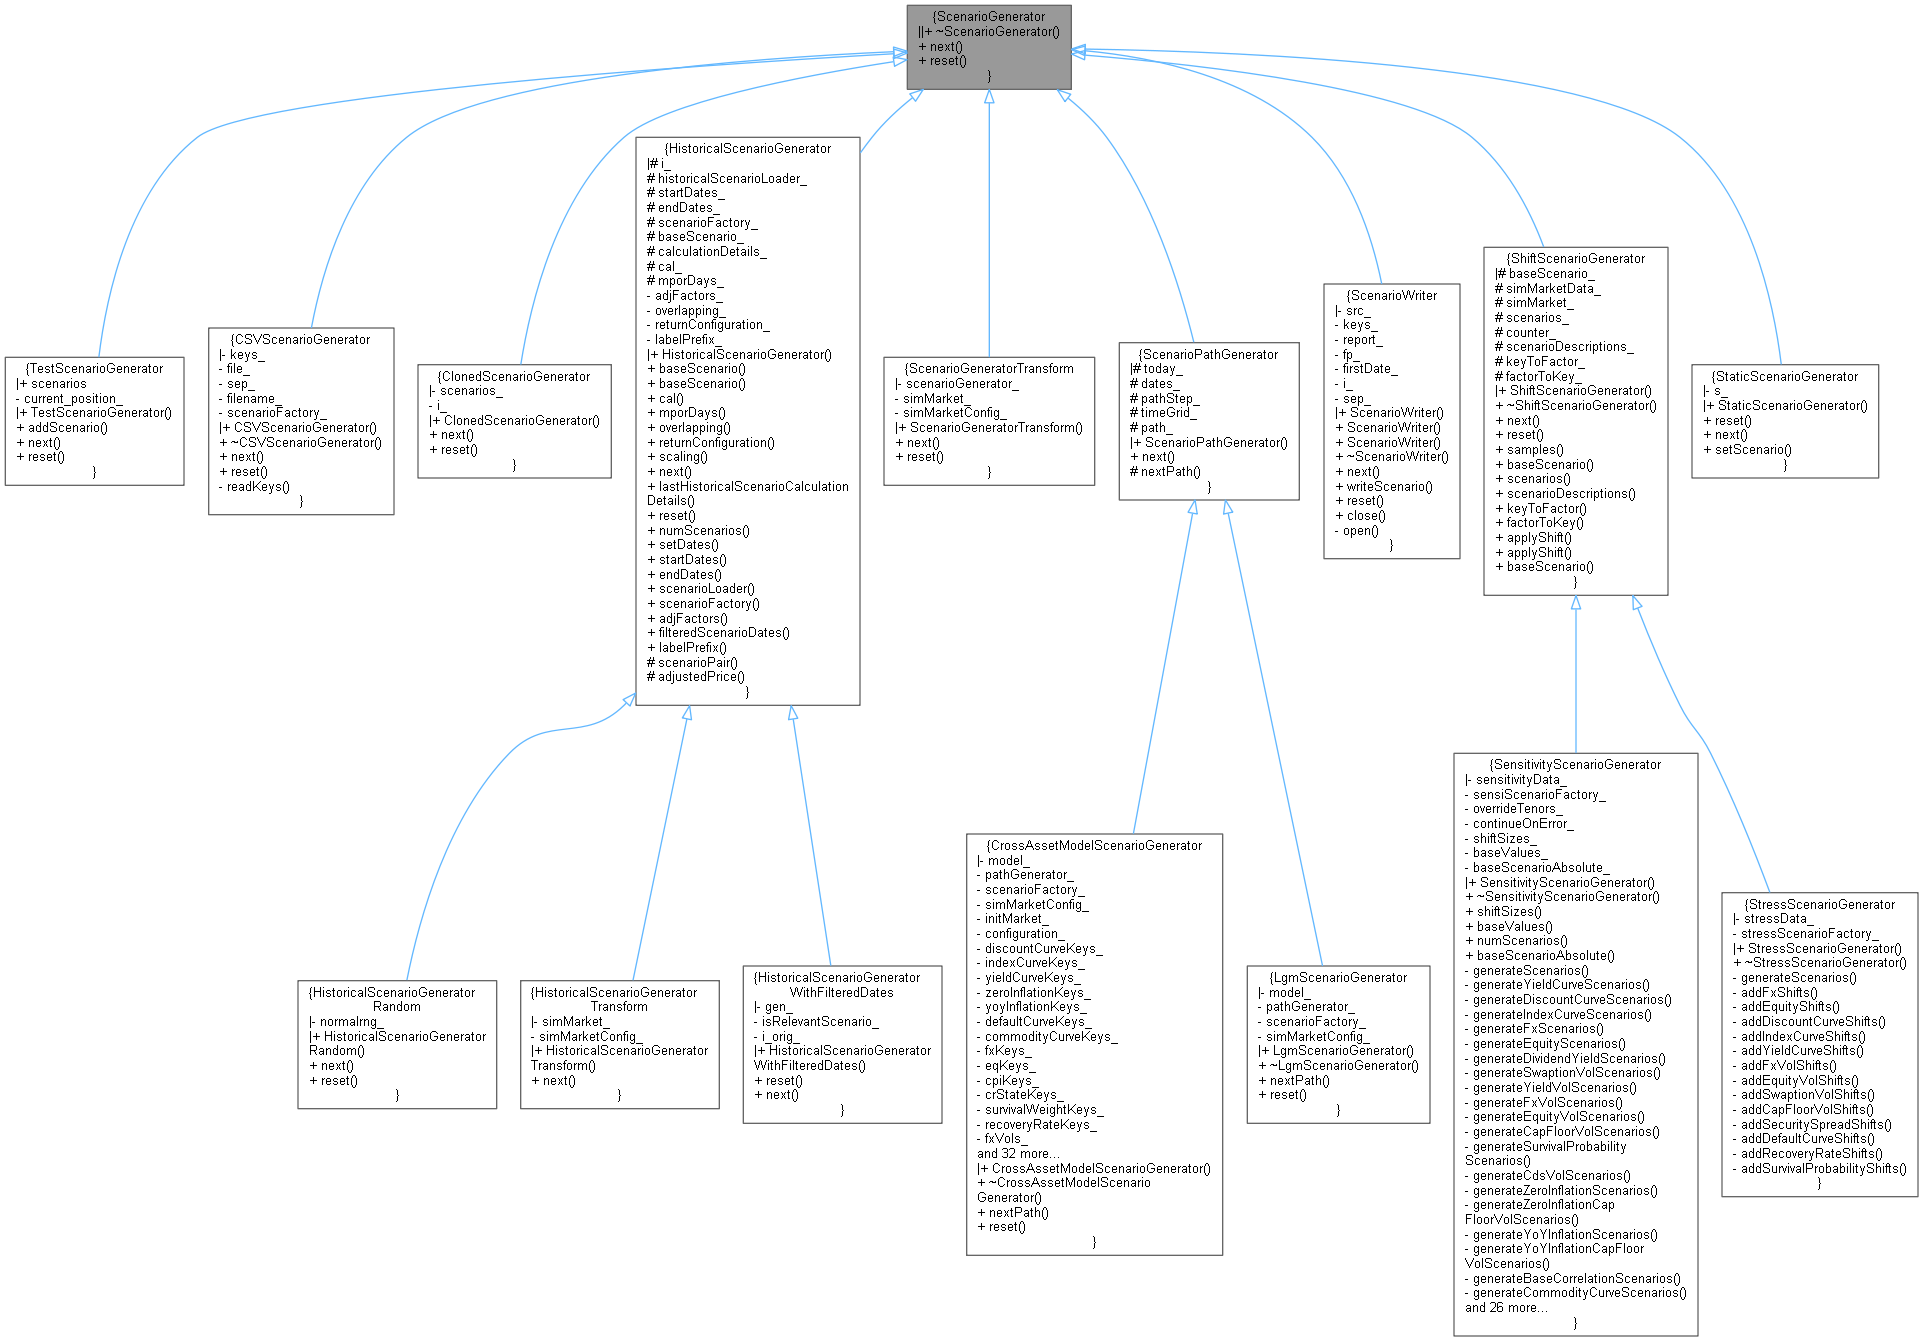 {ScenarioGenerator
||+ ~ScenarioGenerator()
+ next()
+ reset()
}
{TestScenarioGenerator
|+ scenarios
- current_position_
|+ TestScenarioGenerator()
+ addScenario()
+ next()
+ reset()
}
{CSVScenarioGenerator
|- keys_
- file_
- sep_
- filename_
- scenarioFactory_
|+ CSVScenarioGenerator()
+ ~CSVScenarioGenerator()
+ next()
+ reset()
- readKeys()
}
{ClonedScenarioGenerator
|- scenarios_
- i_
|+ ClonedScenarioGenerator()
+ next()
+ reset()
}
{HistoricalScenarioGenerator
|# i_
# historicalScenarioLoader_
# startDates_
# endDates_
# scenarioFactory_
# baseScenario_
# calculationDetails_
# cal_
# mporDays_
- adjFactors_
- overlapping_
- returnConfiguration_
- labelPrefix_
|+ HistoricalScenarioGenerator()
+ baseScenario()
+ baseScenario()
+ cal()
+ mporDays()
+ overlapping()
+ returnConfiguration()
+ scaling()
+ next()
+ lastHistoricalScenarioCalculation
Details()
+ reset()
+ numScenarios()
+ setDates()
+ startDates()
+ endDates()
+ scenarioLoader()
+ scenarioFactory()
+ adjFactors()
+ filteredScenarioDates()
+ labelPrefix()
# scenarioPair()
# adjustedPrice()
}
{ScenarioGeneratorTransform
|- scenarioGenerator_
- simMarket_
- simMarketConfig_
|+ ScenarioGeneratorTransform()
+ next()
+ reset()
}
{ScenarioPathGenerator
|# today_
# dates_
# pathStep_
# timeGrid_
# path_
|+ ScenarioPathGenerator()
+ next()
# nextPath()
}
{ScenarioWriter
|- src_
- keys_
- report_
- fp_
- firstDate_
- i_
- sep_
|+ ScenarioWriter()
+ ScenarioWriter()
+ ScenarioWriter()
+ ~ScenarioWriter()
+ next()
+ writeScenario()
+ reset()
+ close()
- open()
}
{ShiftScenarioGenerator
|# baseScenario_
# simMarketData_
# simMarket_
# scenarios_
# counter_
# scenarioDescriptions_
# keyToFactor_
# factorToKey_
|+ ShiftScenarioGenerator()
+ ~ShiftScenarioGenerator()
+ next()
+ reset()
+ samples()
+ baseScenario()
+ scenarios()
+ scenarioDescriptions()
+ keyToFactor()
+ factorToKey()
+ applyShift()
+ applyShift()
+ baseScenario()
}
{StaticScenarioGenerator
|- s_
|+ StaticScenarioGenerator()
+ reset()
+ next()
+ setScenario()
}
{HistoricalScenarioGenerator
Random
|- normalrng_
|+ HistoricalScenarioGenerator
Random()
+ next()
+ reset()
}
{HistoricalScenarioGenerator
Transform
|- simMarket_
- simMarketConfig_
|+ HistoricalScenarioGenerator
Transform()
+ next()
}
{HistoricalScenarioGenerator
WithFilteredDates
|- gen_
- isRelevantScenario_
- i_orig_
|+ HistoricalScenarioGenerator
WithFilteredDates()
+ reset()
+ next()
}
{CrossAssetModelScenarioGenerator
|- model_
- pathGenerator_
- scenarioFactory_
- simMarketConfig_
- initMarket_
- configuration_
- discountCurveKeys_
- indexCurveKeys_
- yieldCurveKeys_
- zeroInflationKeys_
- yoyInflationKeys_
- defaultCurveKeys_
- commodityCurveKeys_
- fxKeys_
- eqKeys_
- cpiKeys_
- crStateKeys_
- survivalWeightKeys_
- recoveryRateKeys_
- fxVols_
and 32 more...
|+ CrossAssetModelScenarioGenerator()
+ ~CrossAssetModelScenario
Generator()
+ nextPath()
+ reset()
}
{LgmScenarioGenerator
|- model_
- pathGenerator_
- scenarioFactory_
- simMarketConfig_
|+ LgmScenarioGenerator()
+ ~LgmScenarioGenerator()
+ nextPath()
+ reset()
}
{SensitivityScenarioGenerator
|- sensitivityData_
- sensiScenarioFactory_
- overrideTenors_
- continueOnError_
- shiftSizes_
- baseValues_
- baseScenarioAbsolute_
|+ SensitivityScenarioGenerator()
+ ~SensitivityScenarioGenerator()
+ shiftSizes()
+ baseValues()
+ numScenarios()
+ baseScenarioAbsolute()
- generateScenarios()
- generateYieldCurveScenarios()
- generateDiscountCurveScenarios()
- generateIndexCurveScenarios()
- generateFxScenarios()
- generateEquityScenarios()
- generateDividendYieldScenarios()
- generateSwaptionVolScenarios()
- generateYieldVolScenarios()
- generateFxVolScenarios()
- generateEquityVolScenarios()
- generateCapFloorVolScenarios()
- generateSurvivalProbability
Scenarios()
- generateCdsVolScenarios()
- generateZeroInflationScenarios()
- generateZeroInflationCap
FloorVolScenarios()
- generateYoYInflationScenarios()
- generateYoYInflationCapFloor
VolScenarios()
- generateBaseCorrelationScenarios()
- generateCommodityCurveScenarios()
and 26 more...
}
{StressScenarioGenerator
|- stressData_
- stressScenarioFactory_
|+ StressScenarioGenerator()
+ ~StressScenarioGenerator()
- generateScenarios()
- addFxShifts()
- addEquityShifts()
- addDiscountCurveShifts()
- addIndexCurveShifts()
- addYieldCurveShifts()
- addFxVolShifts()
- addEquityVolShifts()
- addSwaptionVolShifts()
- addCapFloorVolShifts()
- addSecuritySpreadShifts()
- addDefaultCurveShifts()
- addRecoveryRateShifts()
- addSurvivalProbabilityShifts()
}